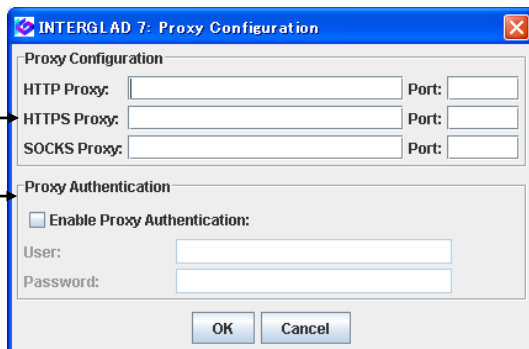 INTERGLAD 7: Proxy Configuration
Proxy Configuration
HTTP Proxy: Port:
HTTPS Proxy: Port:
SOCKS Proxy: Port:
Proxy Authentication
Enable Proxy Authentication:
User:
Password:
OK Cancel